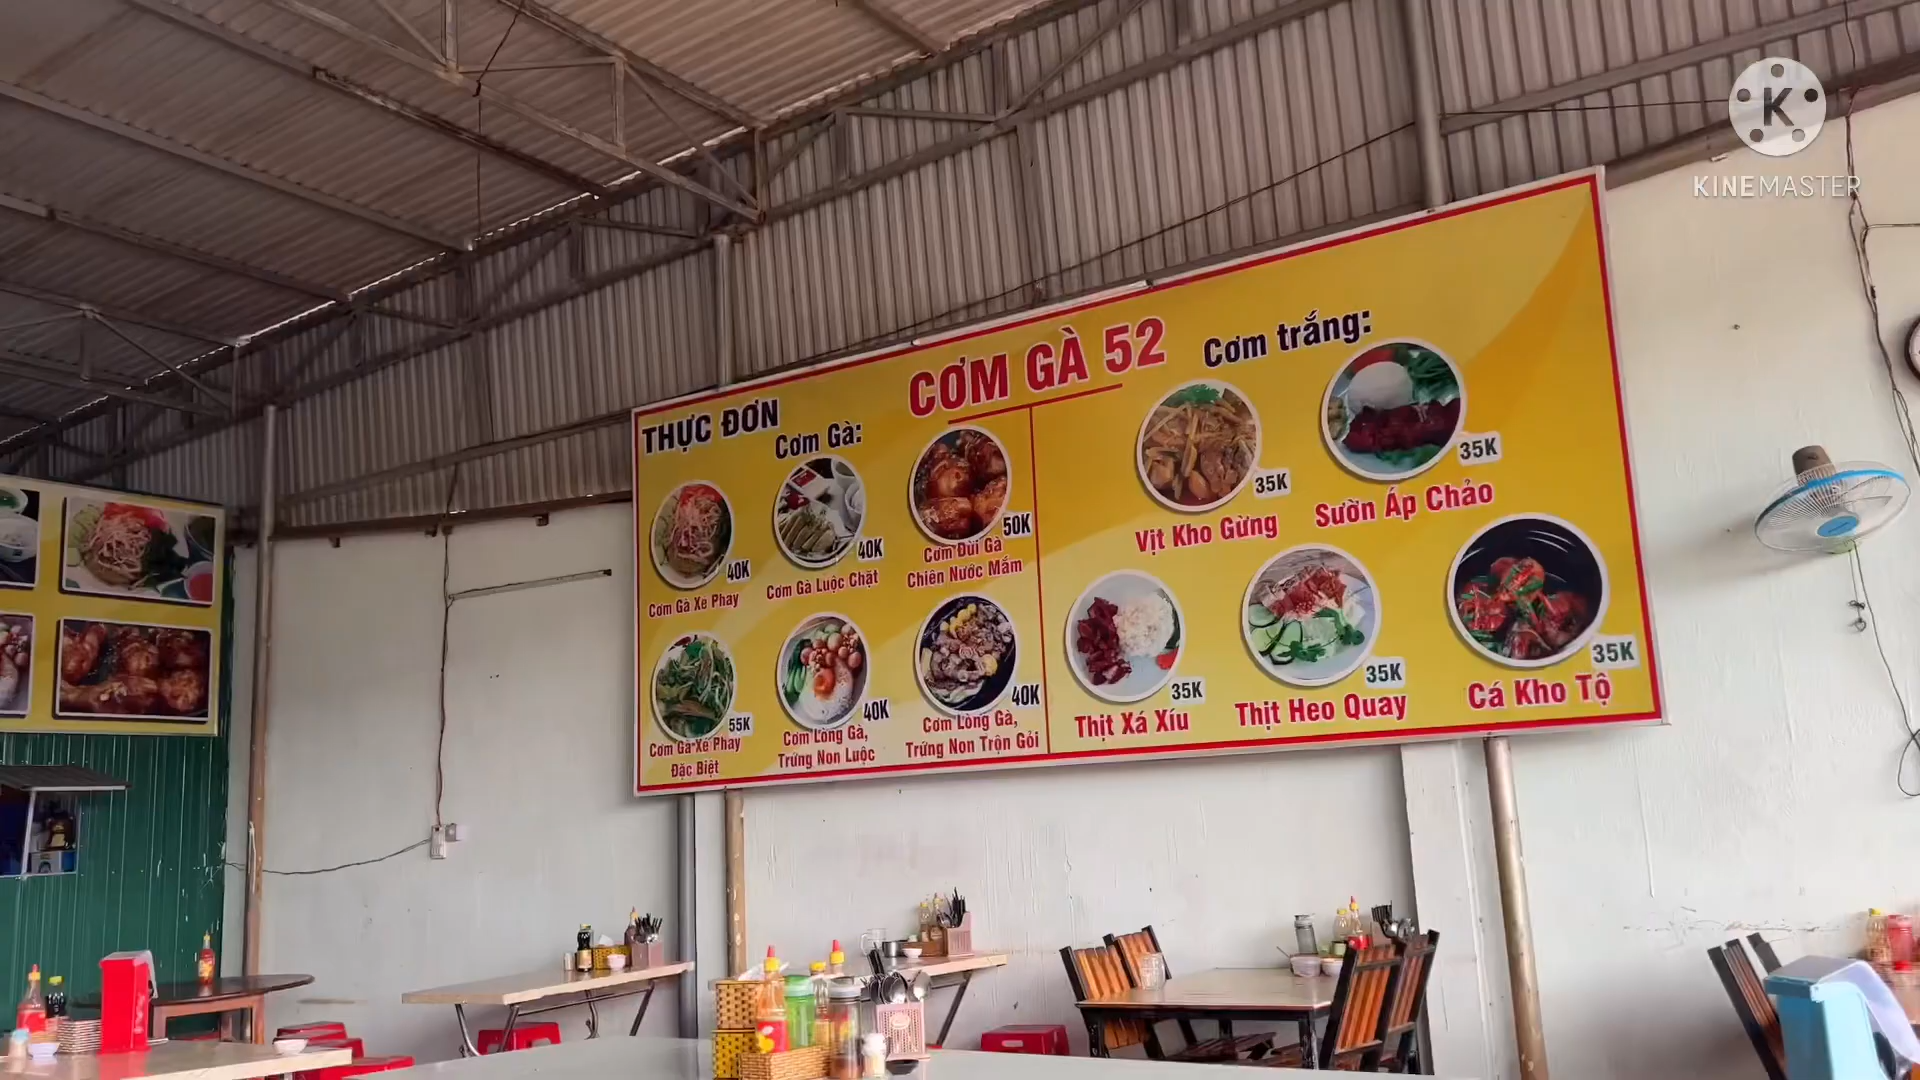 KINEMASTER
CƠM GÀ 52
THỰC ĐƠN
Cơm Gà:
40K
Cơm Gà Xé Phay
40K
Cơm Gà Luộc Chặt
50K
Cơm Đùi Gà
Chiên Nước Mắm
55K
Cơm Gà Xé Phay
Đặc Biệt
40K
Cơm Lòng Gà,
Trứng Non Luộc
40K
Cơm Lòng Gà,
Trứng Non Trộn Gỏi
Cơm trắng:
35K
Vịt Kho Gừng
35K
Sườn Áp Chảo
35K
Thịt Xá Xíu
35K
Thịt Heo Quay
35K
Cá Kho Tộ